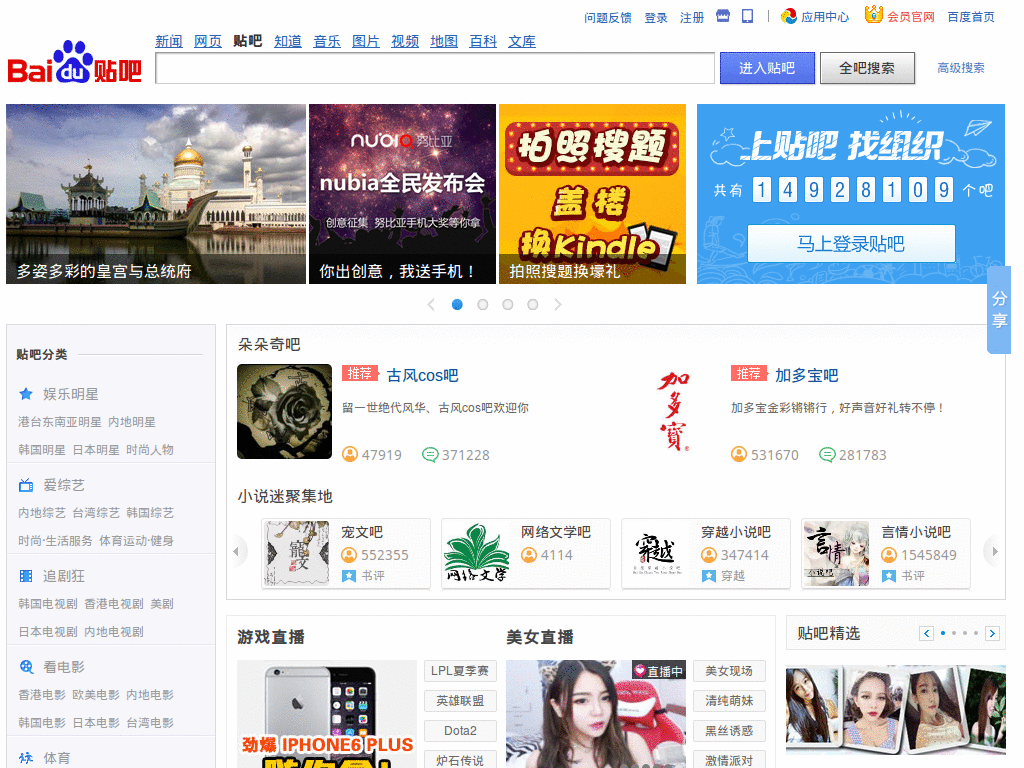 问题反馈 登录 注册 应用中心 会员官网 百度首页
新闻 网页 贴吧 知道 音乐 图片 视频 地图 百科 文库
Bai du 贴吧
进入贴吧 全吧搜索 高级搜索
多姿多彩的皇宫与总统府
nubia 努比亚
nubia全民发布会
创意征集 努比亚手机大奖等你拿
你出创意，我送手机！
拍照搜题
盖楼
换Kindle
拍照搜题换壕礼
上贴吧 找组织
共有 1 4 9 2 8 1 0 9 个吧
马上登录贴吧
分享
贴吧分类
娱乐明星
港台东南亚明星 内地明星
韩国明星 日本明星 时尚人物
爱综艺
内地综艺 台湾综艺 韩国综艺
时尚·生活服务 体育运动·健身
追剧狂
韩国电视剧 香港电视剧 美剧
日本电视剧 内地电视剧
看电影
香港电影 欧美电影 内地电影
韩国电影 日本电影 台湾电影
体育
朵朵奇吧
推荐 古风cos吧
留一世绝代风华、古风cos吧欢迎你
47919 371228
加多寶
推荐 加多宝吧
加多宝金彩锵锵行，好声音好礼转不停！
531670 281783
小说迷聚集地
寵文
宠文吧
552355
书评
网络文学
网络文学吧
4114
穿越
穿越小说吧
347414
穿越
言情
小说吧
言情小说吧
1545849
书评
游戏直播
劲爆 IPHONE6 PLUS
LPL夏季赛
英雄联盟
Dota2
炉石传说
美女直播
直播中
美女现场
清纯萌妹
黑丝诱惑
激情派对
贴吧精选